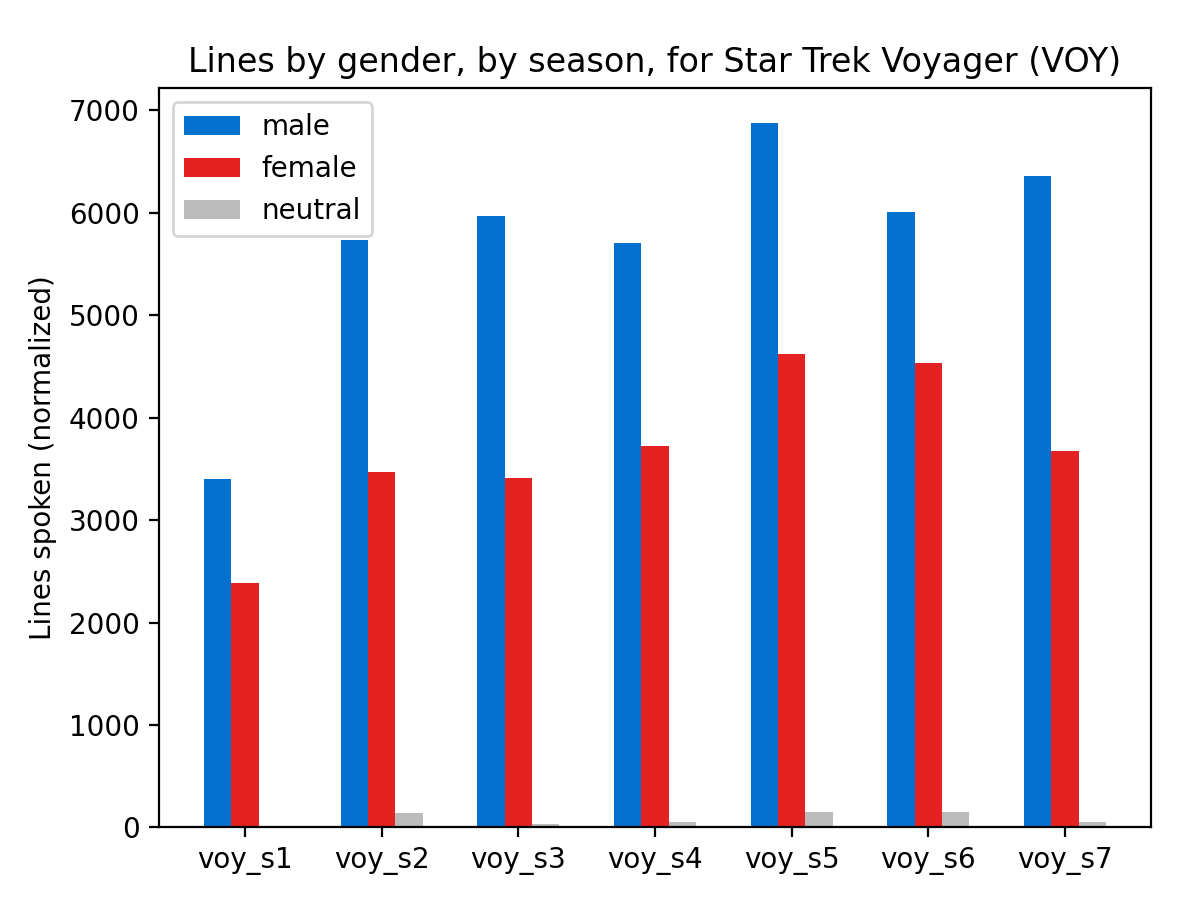 Lines by gender, by season, for Star Trek Voyager (VOY)
male
female
neutral
Lines spoken (normalized)
7000
6000
5000
4000
3000
2000
1000
0
voy_s1 voy_s2 voy_s3 voy_s4 voy_s5 voy_s6 voy_s7